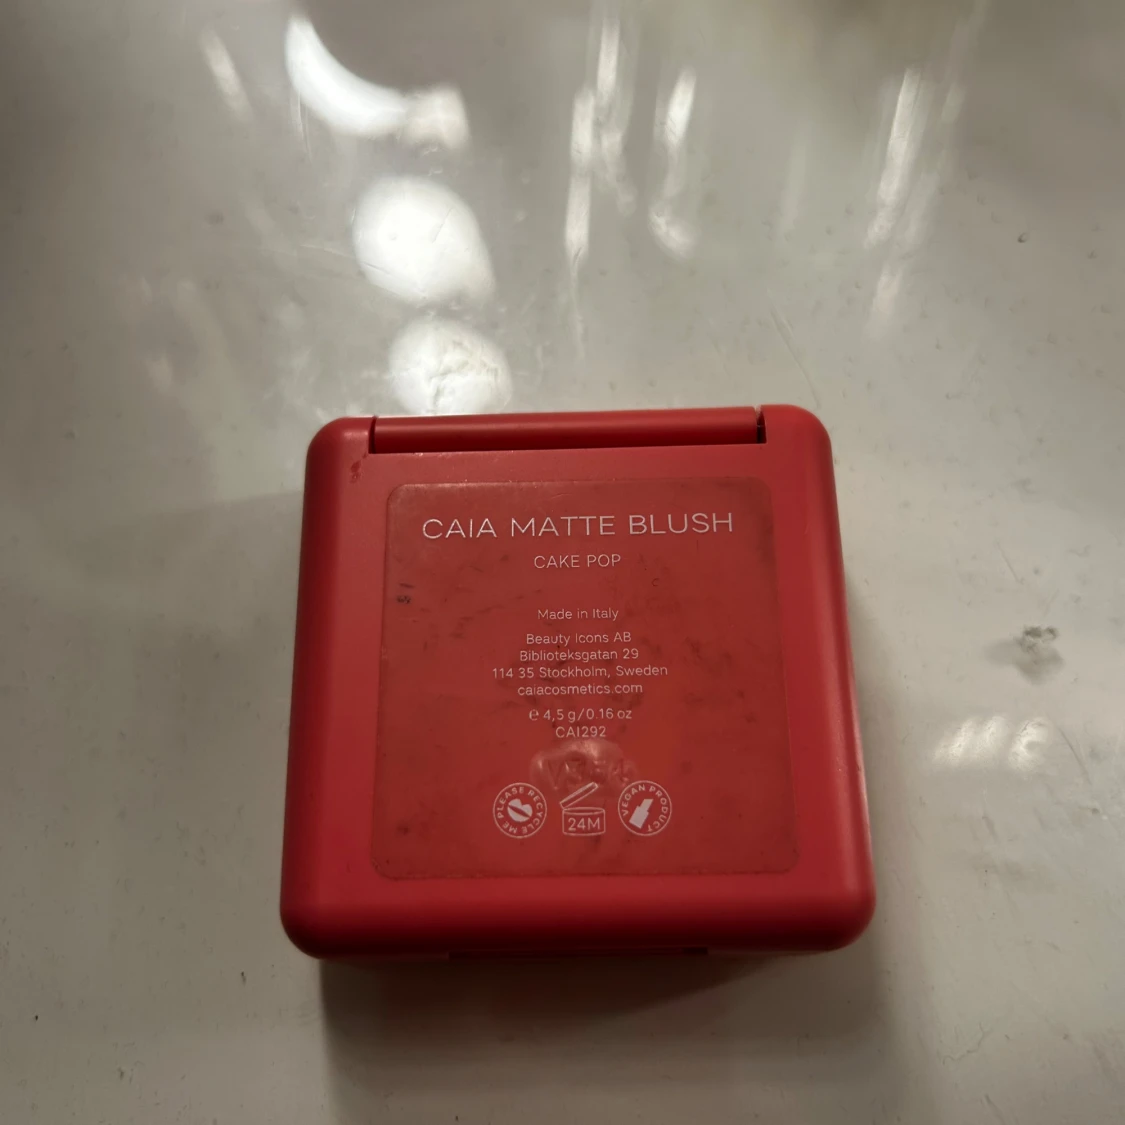 CAIA MATTE BLUSH
CAKE POP
Made in Italy
Beauty Icons AB
Biblioteksgatan 29
114 35 Stockholm, Sweden
caiacosmetics.com
℮ 4,5 g/0.16 oz
CAI292
PLEASE RECYCLE ME
24M
VEGAN PRODUCT